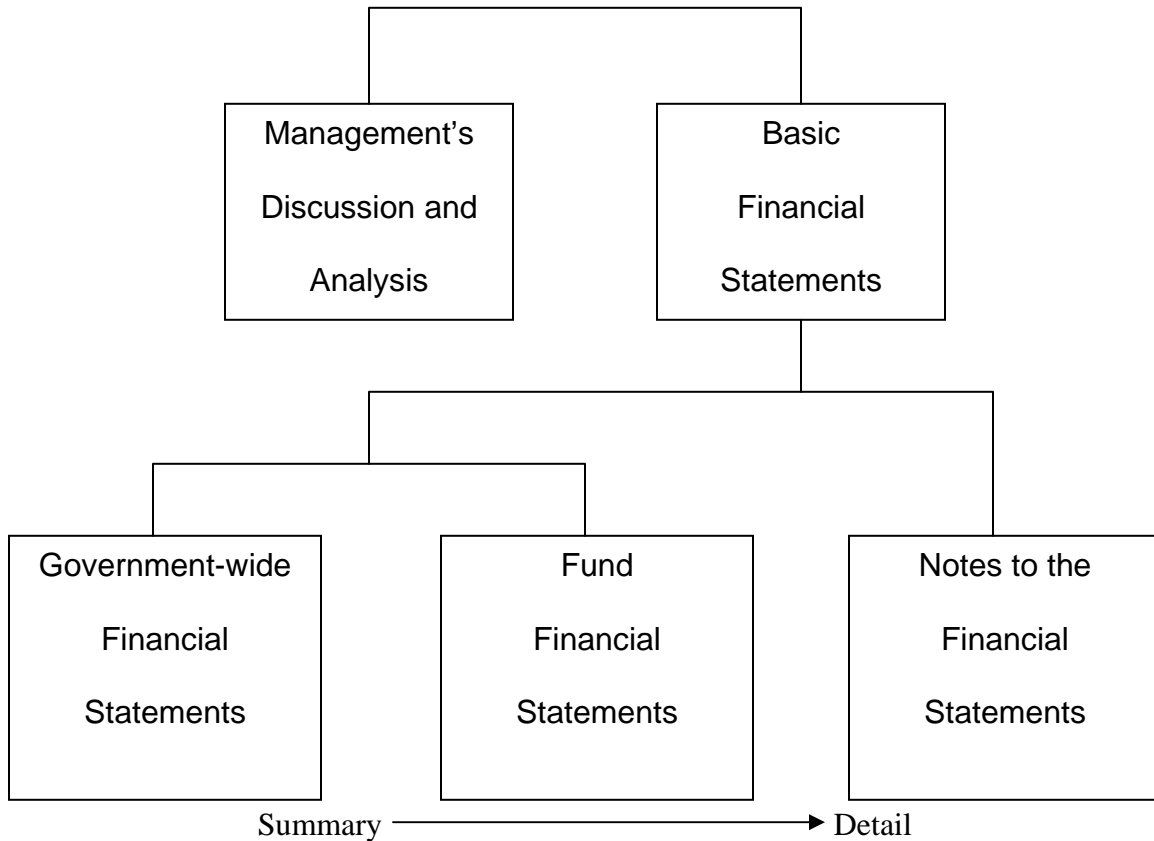 Management’s
Discussion and
Analysis
Basic
Financial
Statements
Government-wide
Financial
Statements
Fund
Financial
Statements
Notes to the
Financial
Statements
Summary
Detail